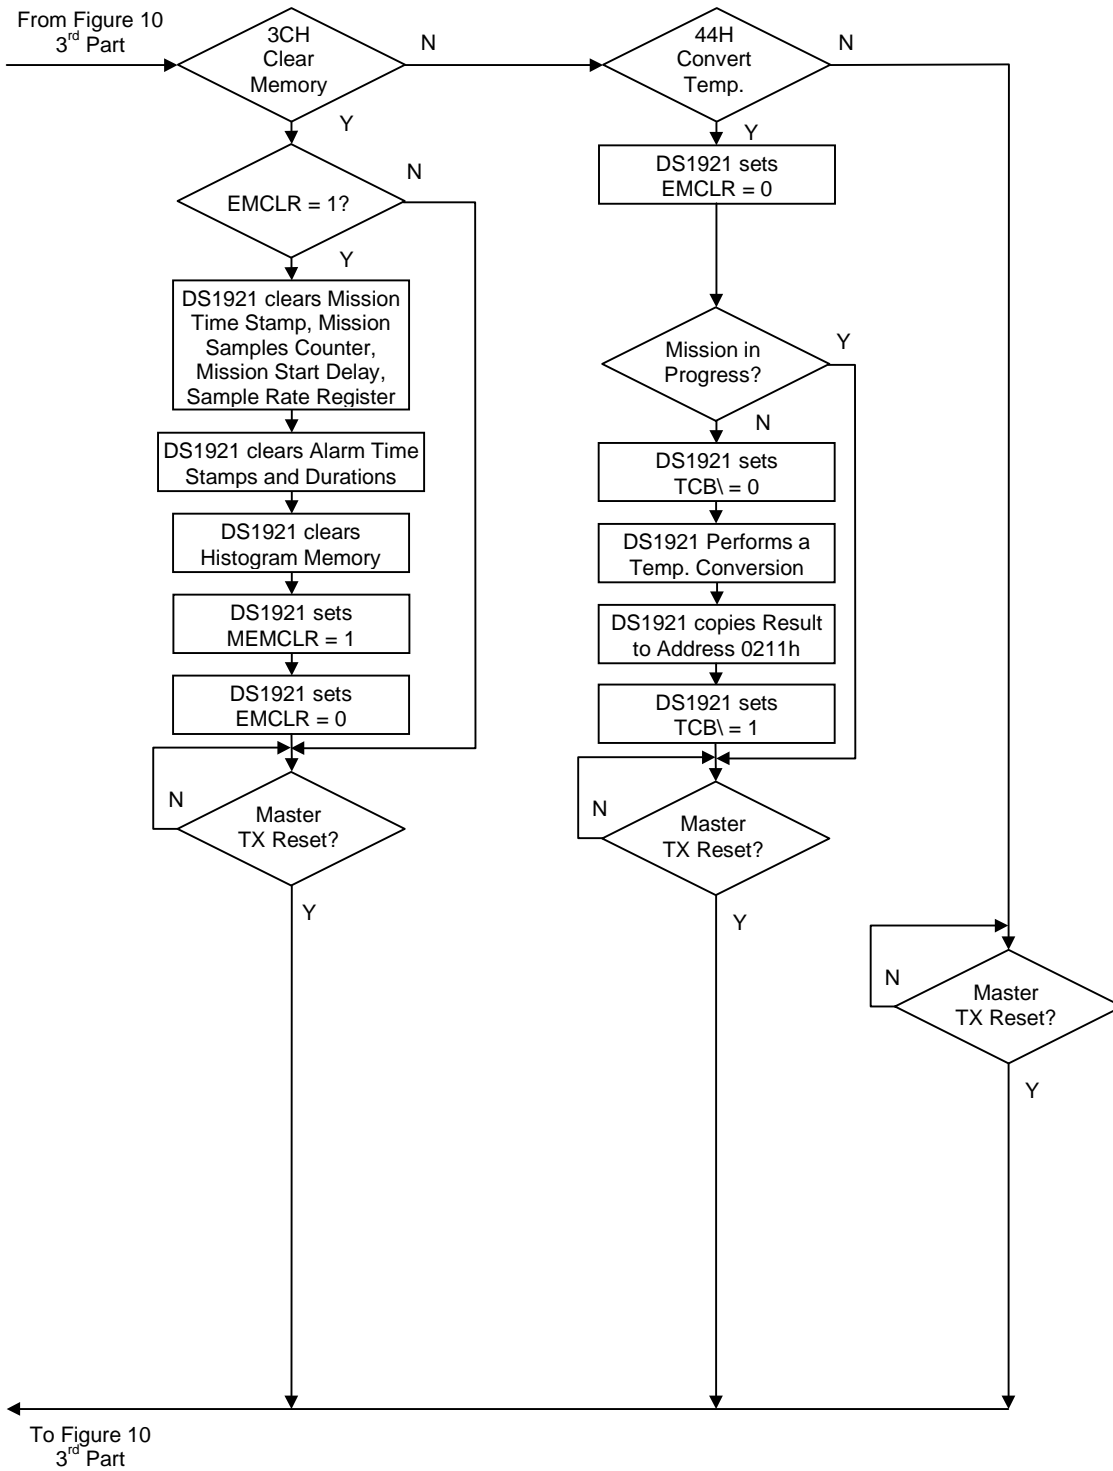 From Figure 10
3rd Part
3CH
Clear
Memory
N
44H
Convert
Temp.
N
Y
Y
EMCLR = 1?
N
DS1921 sets
EMCLR = 0
Y
DS1921 clears Mission
Time Stamp, Mission
Samples Counter,
Mission Start Delay,
Sample Rate Register
Mission in
Progress?
Y
N
DS1921 clears Alarm Time
Stamps and Durations
DS1921 sets
TCB\ = 0
DS1921 clears
Histogram Memory
DS1921 Performs a
Temp. Conversion
DS1921 sets
MEMCLR = 1
DS1921 copies Result
to Address 0211h
DS1921 sets
EMCLR = 0
DS1921 sets
TCB\ = 1
N
Master
TX Reset?
N
Master
TX Reset?
Y
Y
N
Master
TX Reset?
Y
To Figure 10
3rd Part